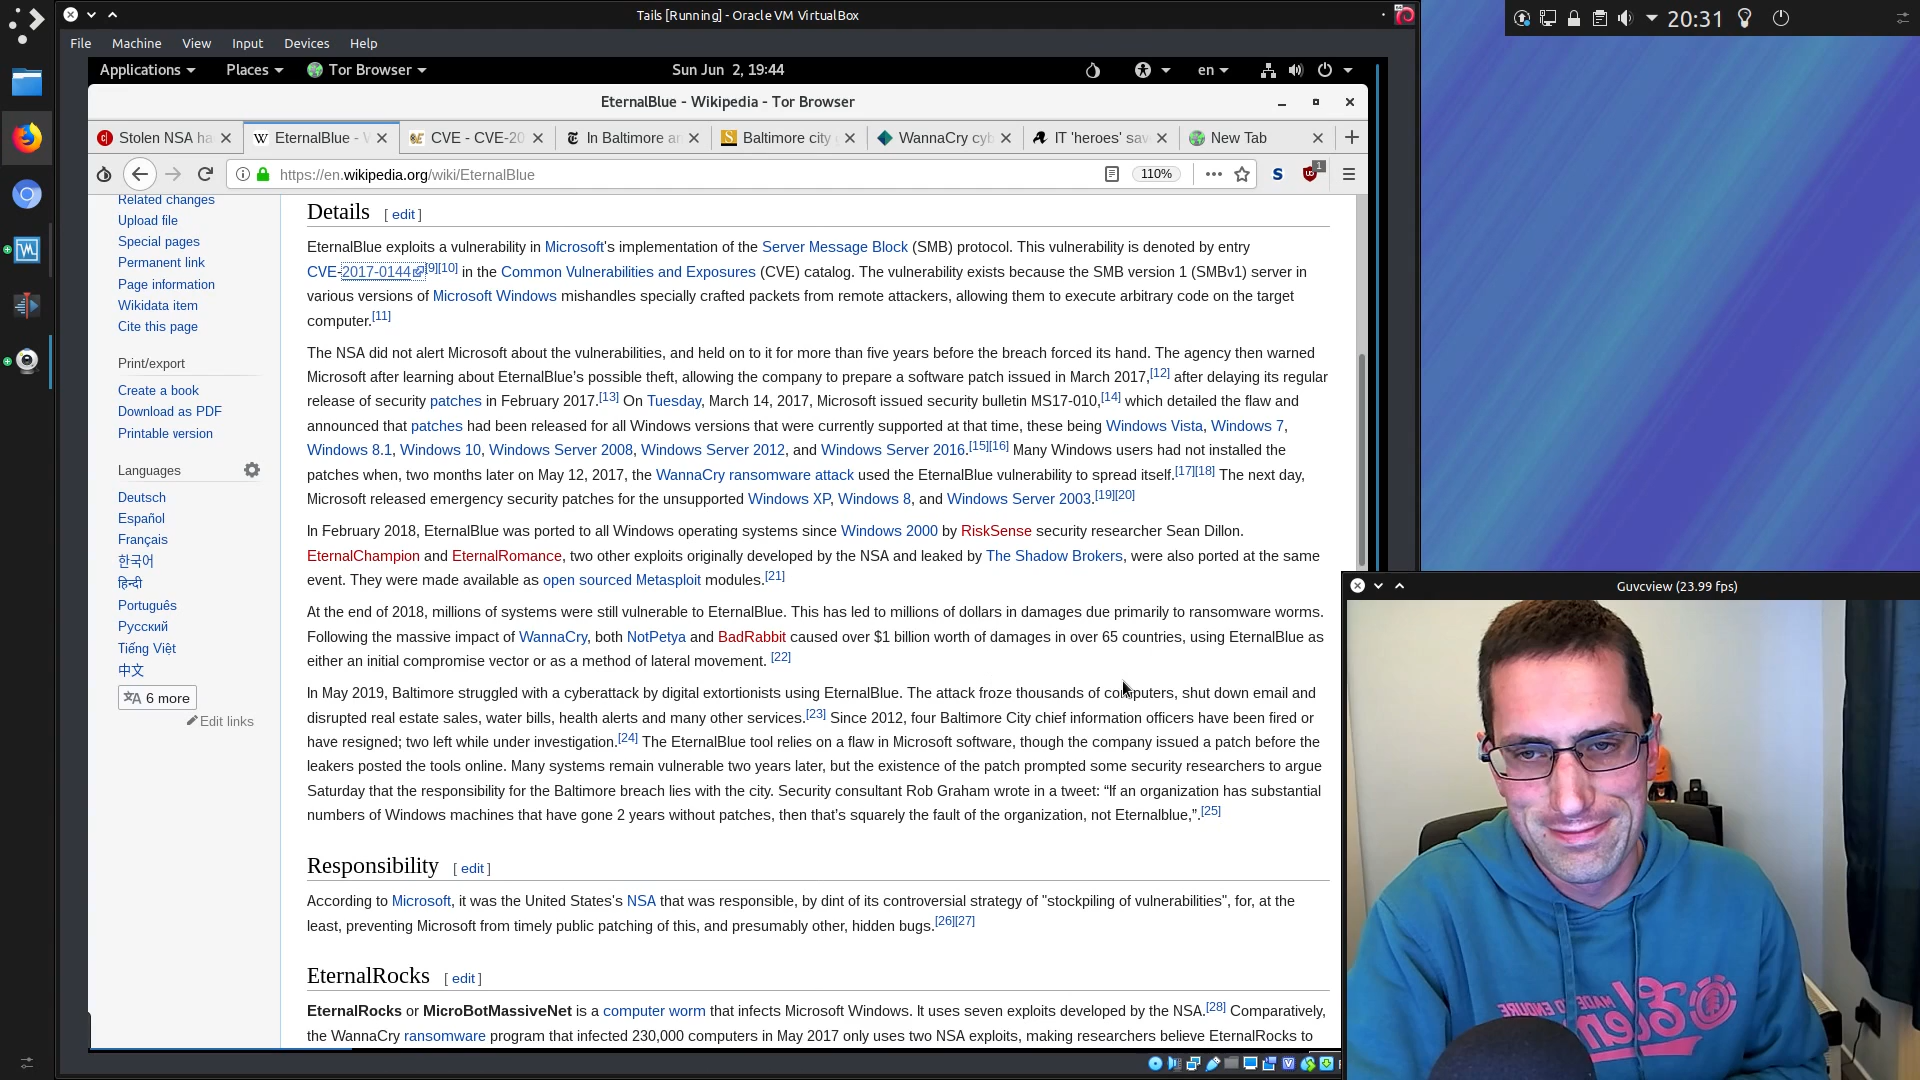 Tails [Running] - Oracle VM VirtualBox
20:31
File Machine View Input Devices Help
Applications Places Tor Browser Sun Jun 2, 19:44 en
EternalBlue - Wikipedia - Tor Browser
Stolen NSA ha EternalBlue - W CVE - CVE-20 In Baltimore an Baltimore city WannaCry cyb IT 'heroes' sav New Tab
https://en.wikipedia.org/wiki/EternalBlue 110% S 1
Related changes
Upload file
Special pages
Permanent link
Page information
Wikidata item
Cite this page
Print/export
Create a book
Download as PDF
Printable version
Languages
Deutsch
Español
Français
한국어
हिन्दी
Português
Русский
Tiếng Việt
中文
6 more
Edit links
Details [ edit ]
EternalBlue exploits a vulnerability in Microsoft's implementation of the Server Message Block (SMB) protocol. This vulnerability is denoted by entry
CVE-2017-0144[9][10] in the Common Vulnerabilities and Exposures (CVE) catalog. The vulnerability exists because the SMB version 1 (SMBv1) server in
various versions of Microsoft Windows mishandles specially crafted packets from remote attackers, allowing them to execute arbitrary code on the target
computer.[11]
The NSA did not alert Microsoft about the vulnerabilities, and held on to it for more than five years before the breach forced its hand. The agency then warned
Microsoft after learning about EternalBlue's possible theft, allowing the company to prepare a software patch issued in March 2017,[12] after delaying its regular
release of security patches in February 2017.[13] On Tuesday, March 14, 2017, Microsoft issued security bulletin MS17-010,[14] which detailed the flaw and
announced that patches had been released for all Windows versions that were currently supported at that time, these being Windows Vista, Windows 7,
Windows 8.1, Windows 10, Windows Server 2008, Windows Server 2012, and Windows Server 2016.[15][16] Many Windows users had not installed the
patches when, two months later on May 12, 2017, the WannaCry ransomware attack used the EternalBlue vulnerability to spread itself.[17][18] The next day,
Microsoft released emergency security patches for the unsupported Windows XP, Windows 8, and Windows Server 2003.[19][20]
In February 2018, EternalBlue was ported to all Windows operating systems since Windows 2000 by RiskSense security researcher Sean Dillon.
EternalChampion and EternalRomance, two other exploits originally developed by the NSA and leaked by The Shadow Brokers, were also ported at the same
event. They were made available as open sourced Metasploit modules.[21]
At the end of 2018, millions of systems were still vulnerable to EternalBlue. This has led to millions of dollars in damages due primarily to ransomware worms.
Following the massive impact of WannaCry, both NotPetya and BadRabbit caused over $1 billion worth of damages in over 65 countries, using EternalBlue as
either an initial compromise vector or as a method of lateral movement. [22]
In May 2019, Baltimore struggled with a cyberattack by digital extortionists using EternalBlue. The attack froze thousands of computers, shut down email and
disrupted real estate sales, water bills, health alerts and many other services.[23] Since 2012, four Baltimore City chief information officers have been fired or
have resigned; two left while under investigation.[24] The EternalBlue tool relies on a flaw in Microsoft software, though the company issued a patch before the
leakers posted the tools online. Many systems remain vulnerable two years later, but the existence of the patch prompted some security researchers to argue
Saturday that the responsibility for the Baltimore breach lies with the city. Security consultant Rob Graham wrote in a tweet: “If an organization has substantial
numbers of Windows machines that have gone 2 years without patches, then that’s squarely the fault of the organization, not Eternalblue,”.[25]
Responsibility [ edit ]
According to Microsoft, it was the United States's NSA that was responsible, by dint of its controversial strategy of "stockpiling of vulnerabilities", for, at the
least, preventing Microsoft from timely public patching of this, and presumably other, hidden bugs.[26][27]
EternalRocks [ edit ]
EternalRocks or MicroBotMassiveNet is a computer worm that infects Microsoft Windows. It uses seven exploits developed by the NSA.[28] Comparatively,
the WannaCry ransomware program that infected 230,000 computers in May 2017 only uses two NSA exploits, making researchers believe EternalRocks to
Guvcview (23.99 fps)
MADE TO ENDURE
Element